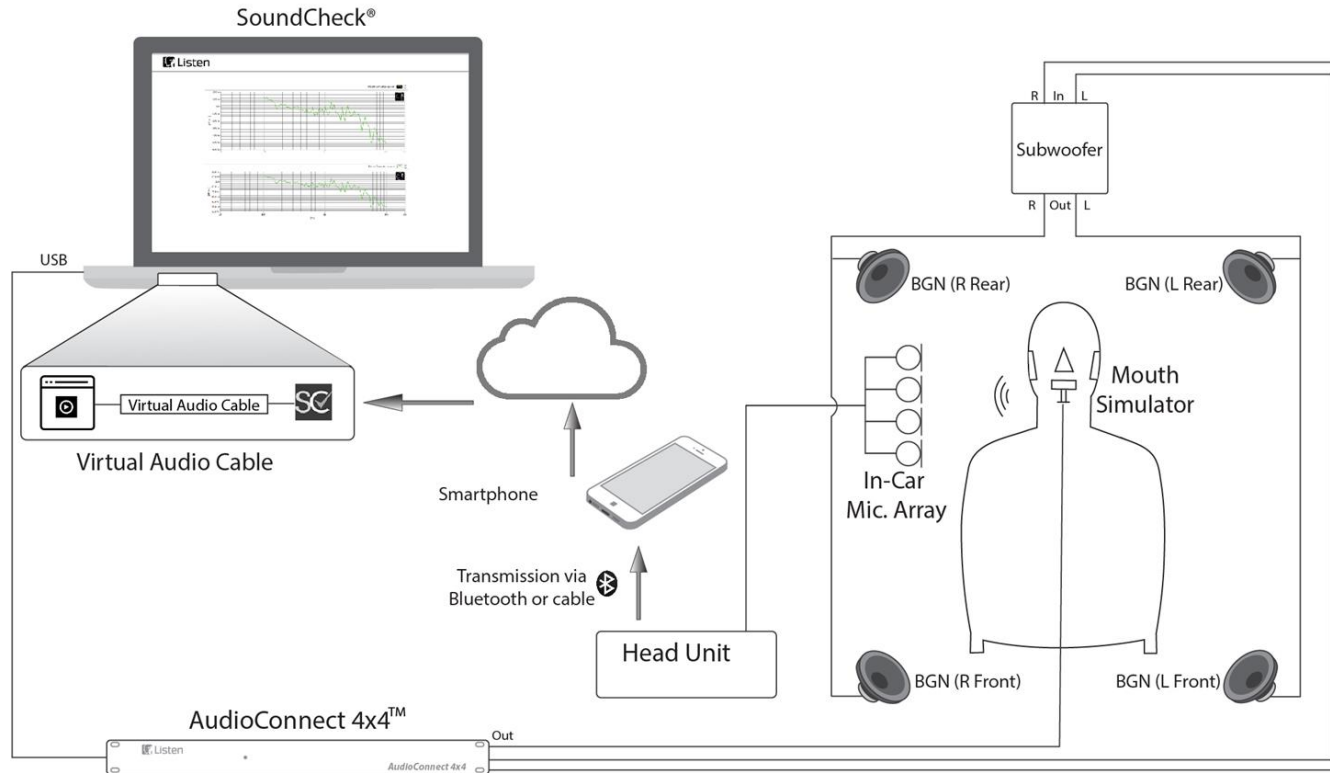 SoundCheck®
Listen
USB
Virtual Audio Cable
SC
Virtual Audio Cable
Smartphone
Transmission via
Bluetooth or cable
Head Unit
AudioConnect 4x4™
Listen
AudioConnect 4x4
Out
R In L
Subwoofer
R Out L
BGN (R Rear)
BGN (L Rear)
Mouth
Simulator
In-Car
Mic. Array
BGN (R Front)
BGN (L Front)